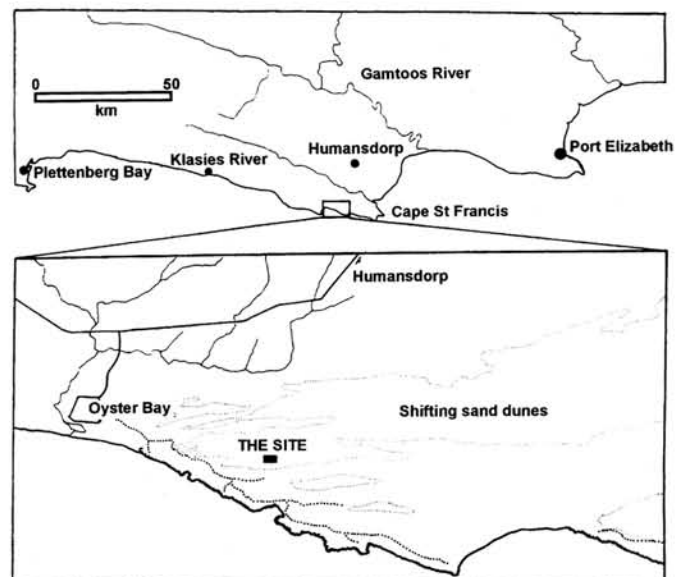 0 50
km
Gamtoos River
Plettenberg Bay
Klasies River
Humansdorp
Port Elizabeth
Cape St Francis
Humansdorp
Oyster Bay
Shifting sand dunes
THE SITE